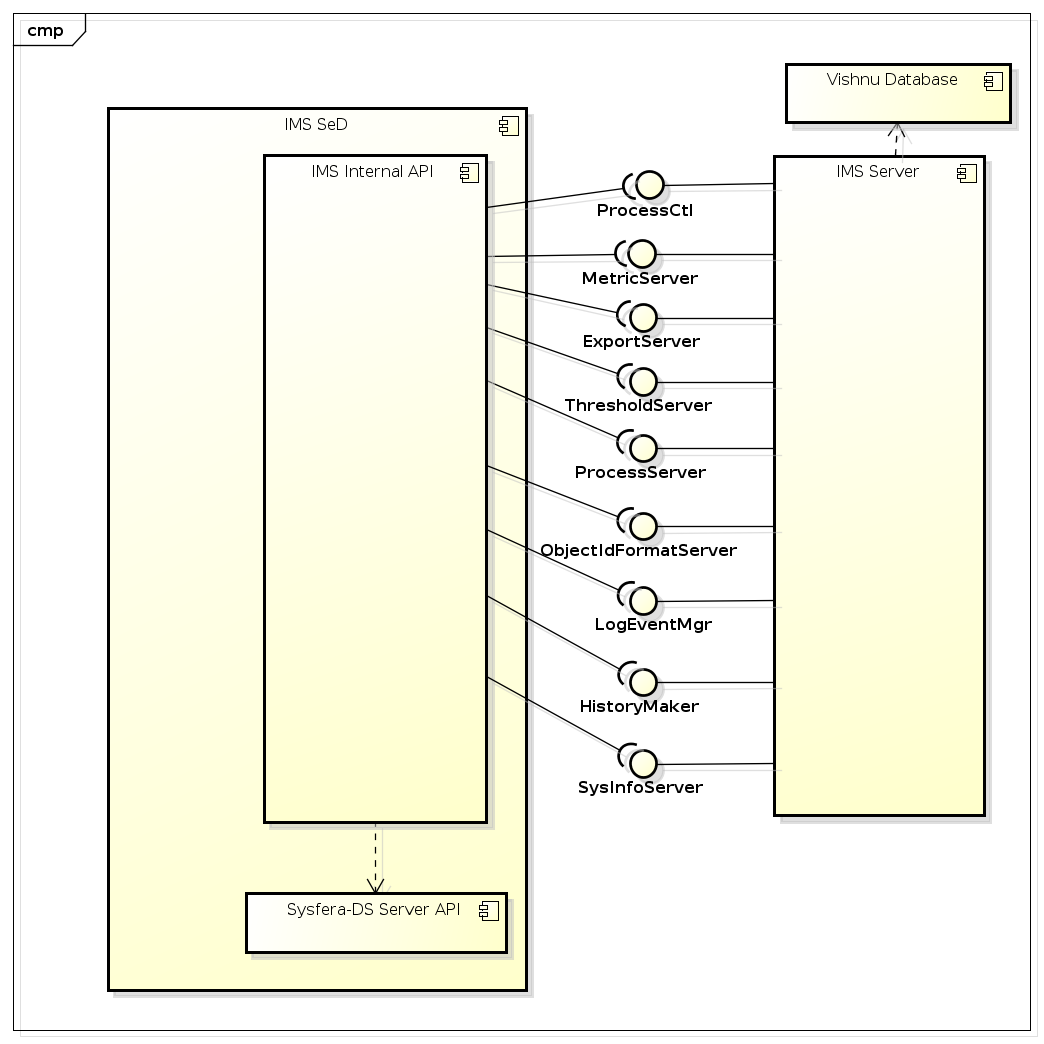 cmp
Vishnu Database
IMS SeD
IMS Internal API
IMS Server
ProcessCtl
MetricServer
ExportServer
ThresholdServer
ProcessServer
ObjectIdFormatServer
LogEventMgr
HistoryMaker
SysInfoServer
Sysfera-DS Server API